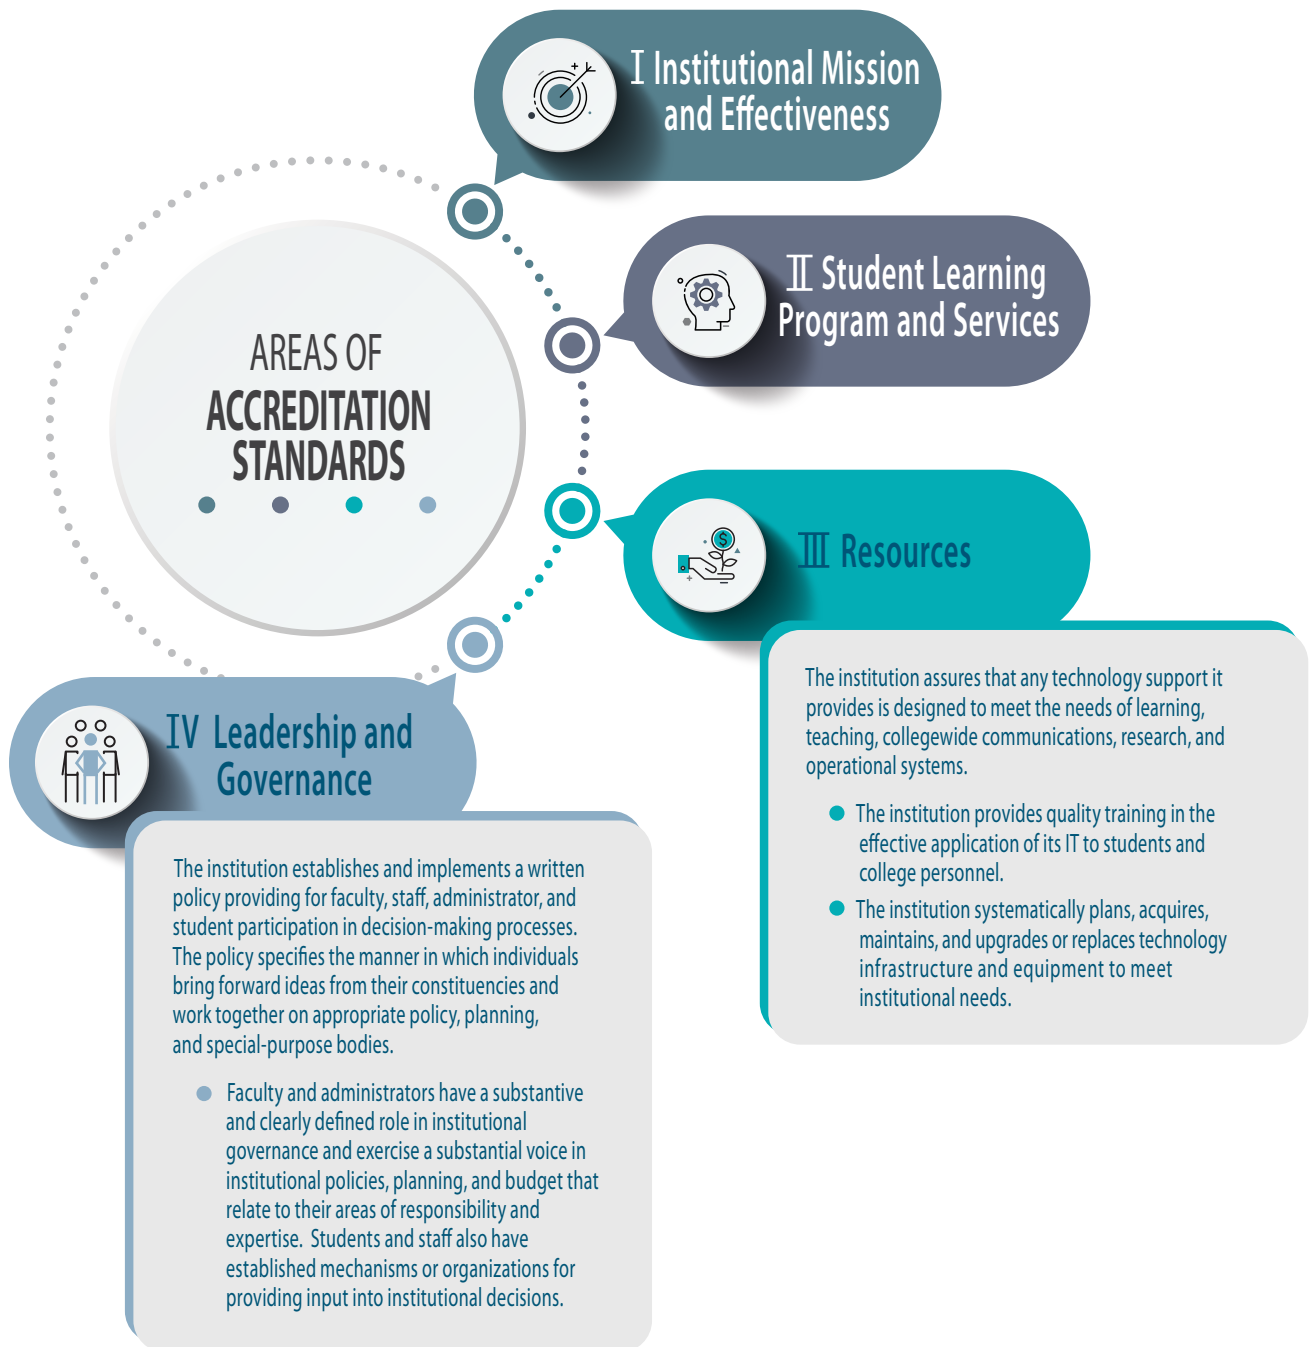 I Institutional Mission
and Effectiveness
II Student Learning
Program and Services
AREAS OF
ACCREDITATION
STANDARDS
$
III Resources
The institution assures that any technology support it
provides is designed to meet the needs of learning,
teaching, collegewide communications, research, and
operational systems.
The institution provides quality training in the
effective application of its IT to students and
college personnel.
The institution systematically plans, acquires,
maintains, and upgrades or replaces technology
infrastructure and equipment to meet
institutional needs.
IV Leadership and
Governance
The institution establishes and implements a written
policy providing for faculty, staff, administrator, and
student participation in decision-making processes.
The policy specifies the manner in which individuals
bring forward ideas from their constituencies and
work together on appropriate policy, planning,
and special-purpose bodies.
Faculty and administrators have a substantive
and clearly defined role in institutional
governance and exercise a substantial voice in
institutional policies, planning, and budget that
relate to their areas of responsibility and
expertise. Students and staff also have
established mechanisms or organizations for
providing input into institutional decisions.